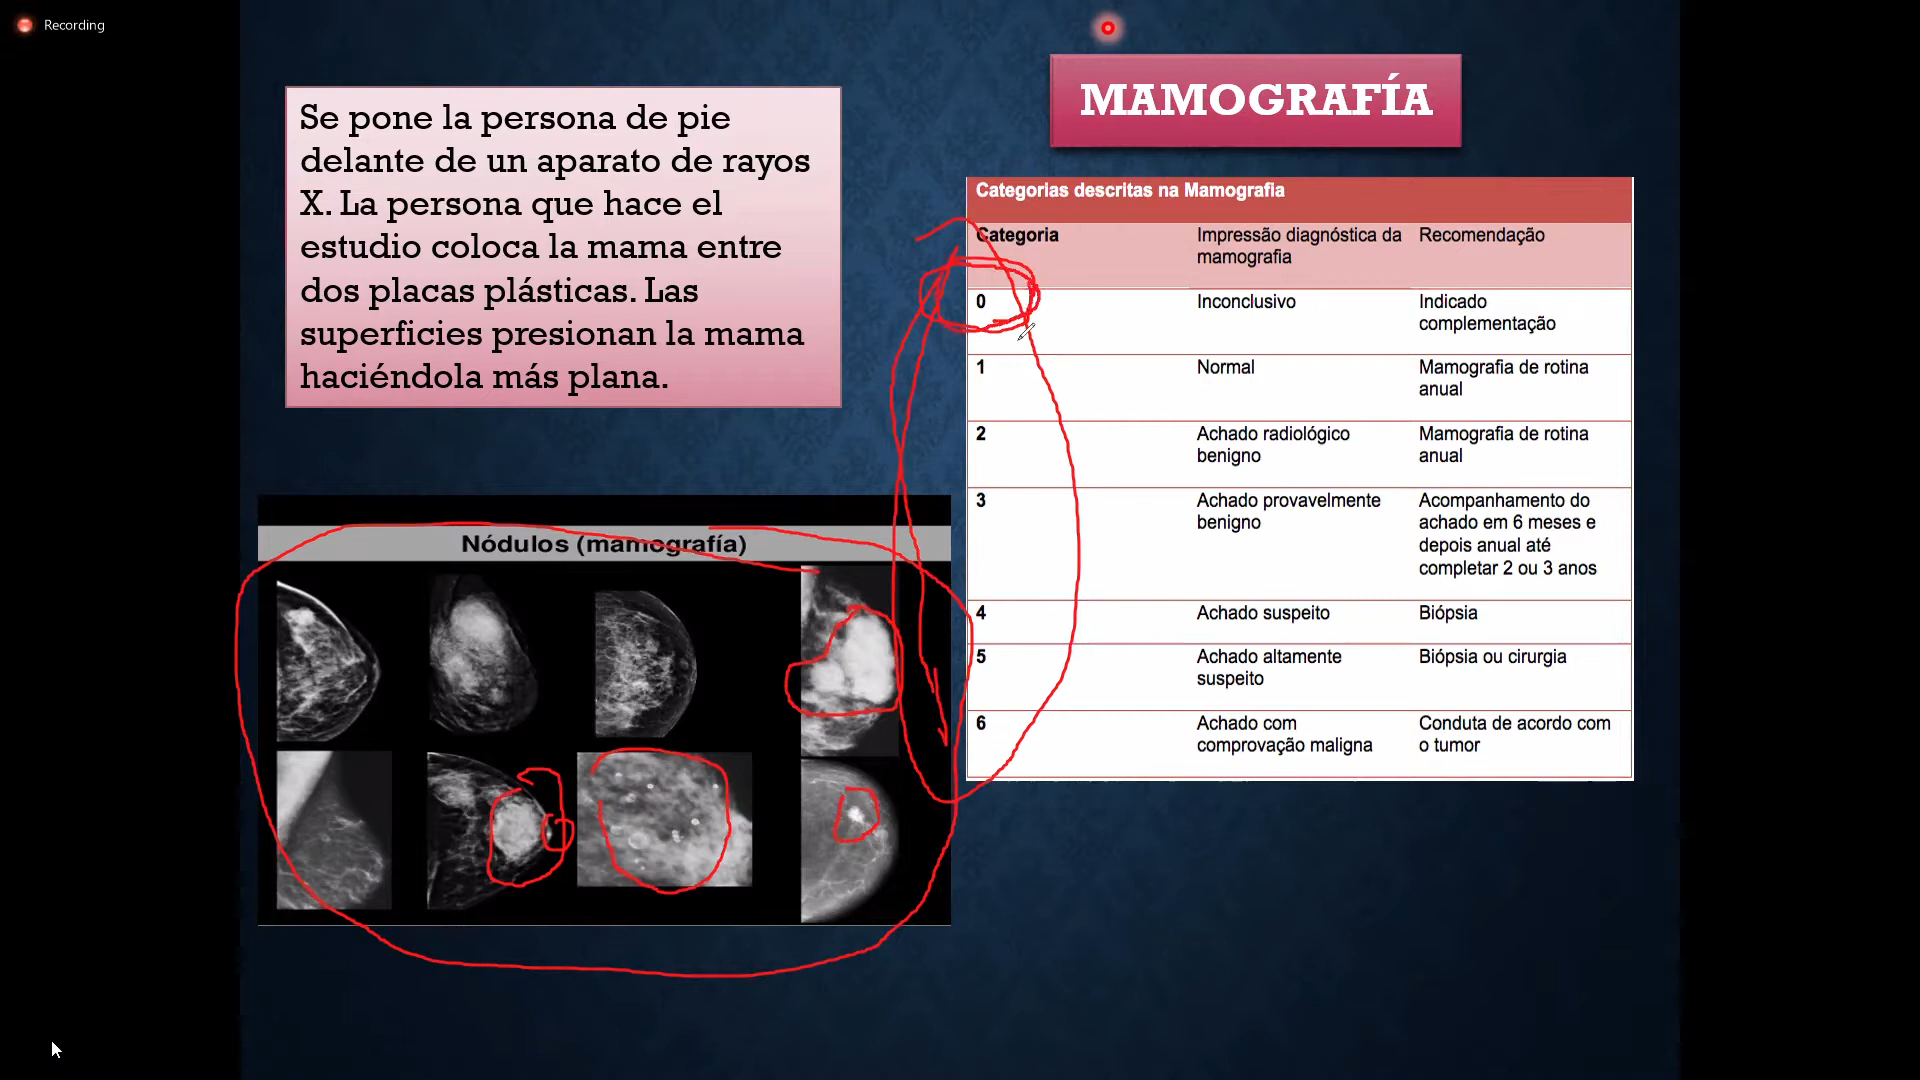 Recording
MAMOGRAFÍA
Se pone la persona de pie
delante de un aparato de rayos
X. La persona que hace el
estudio coloca la mama entre
dos placas plásticas. Las
superficies presionan la mama
haciéndola más plana.
Categorias descritas na Mamografia
Categoria Impressão diagnóstica da mamografia Recomendação
0 Inconclusivo Indicado complementação
1 Normal Mamografia de rotina anual
2 Achado radiológico benigno Mamografia de rotina anual
3 Achado provavelmente benigno Acompanhamento do achado em 6 meses e depois anual até completar 2 ou 3 anos
4 Achado suspeito Biópsia
5 Achado altamente suspeito Biópsia ou cirurgia
6 Achado com comprovação maligna Conduta de acordo com o tumor
Nódulos (mamografía)